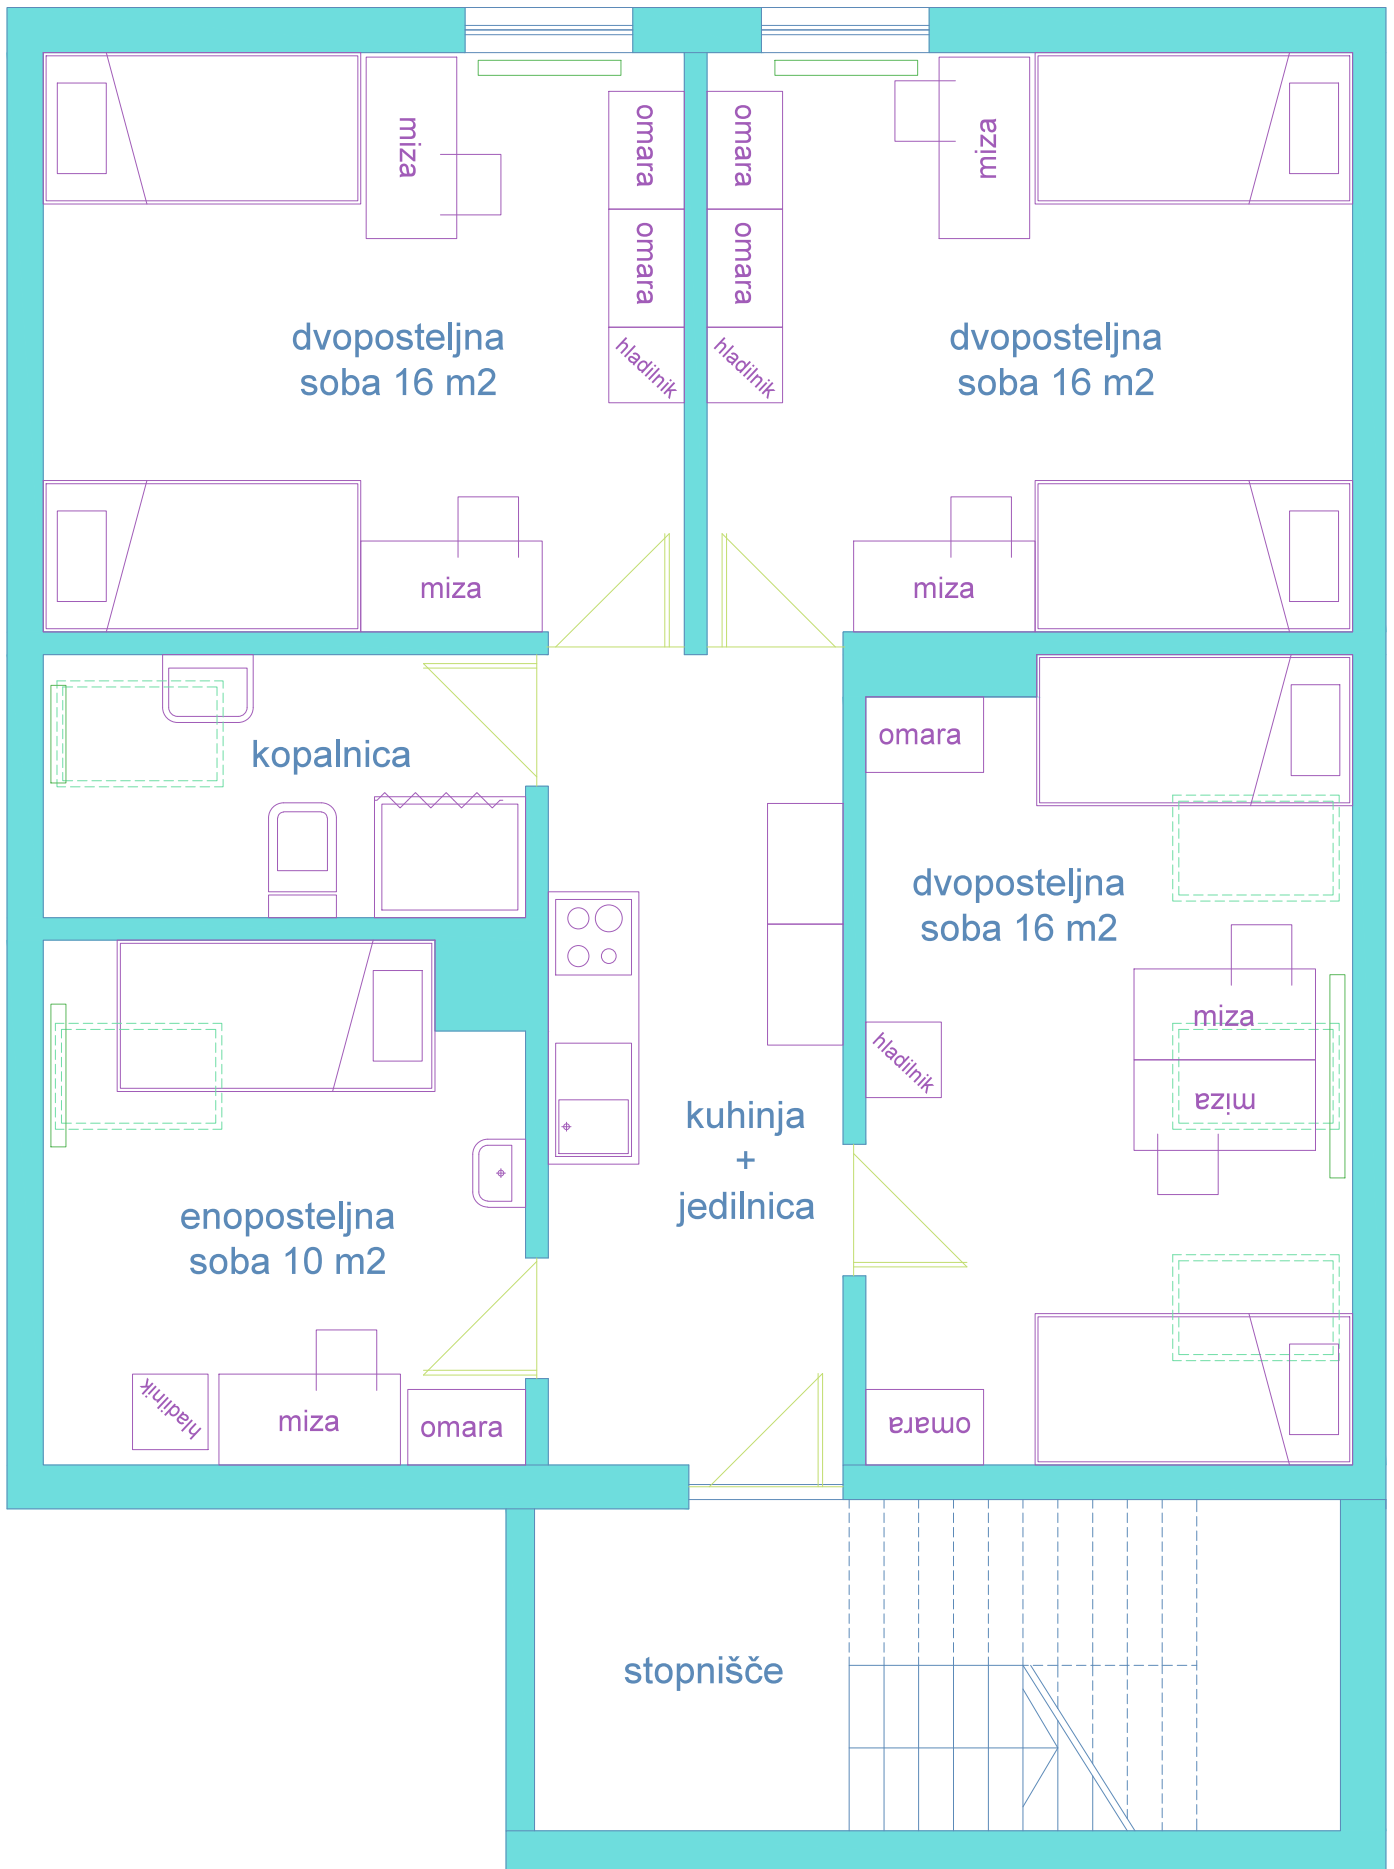 miza
omara
omara
miza
omara
omara
dvoposteljna
soba 16 m2
hladilnik
hladilnik
dvoposteljna
soba 16 m2
miza
miza
kopalnica
omara
dvoposteljna
soba 16 m2
miza
hladilnik
miza
kuhinja
+
jedilnica
enoposteljna
soba 10 m2
hladilnik
miza
omara
omara
stopnišče